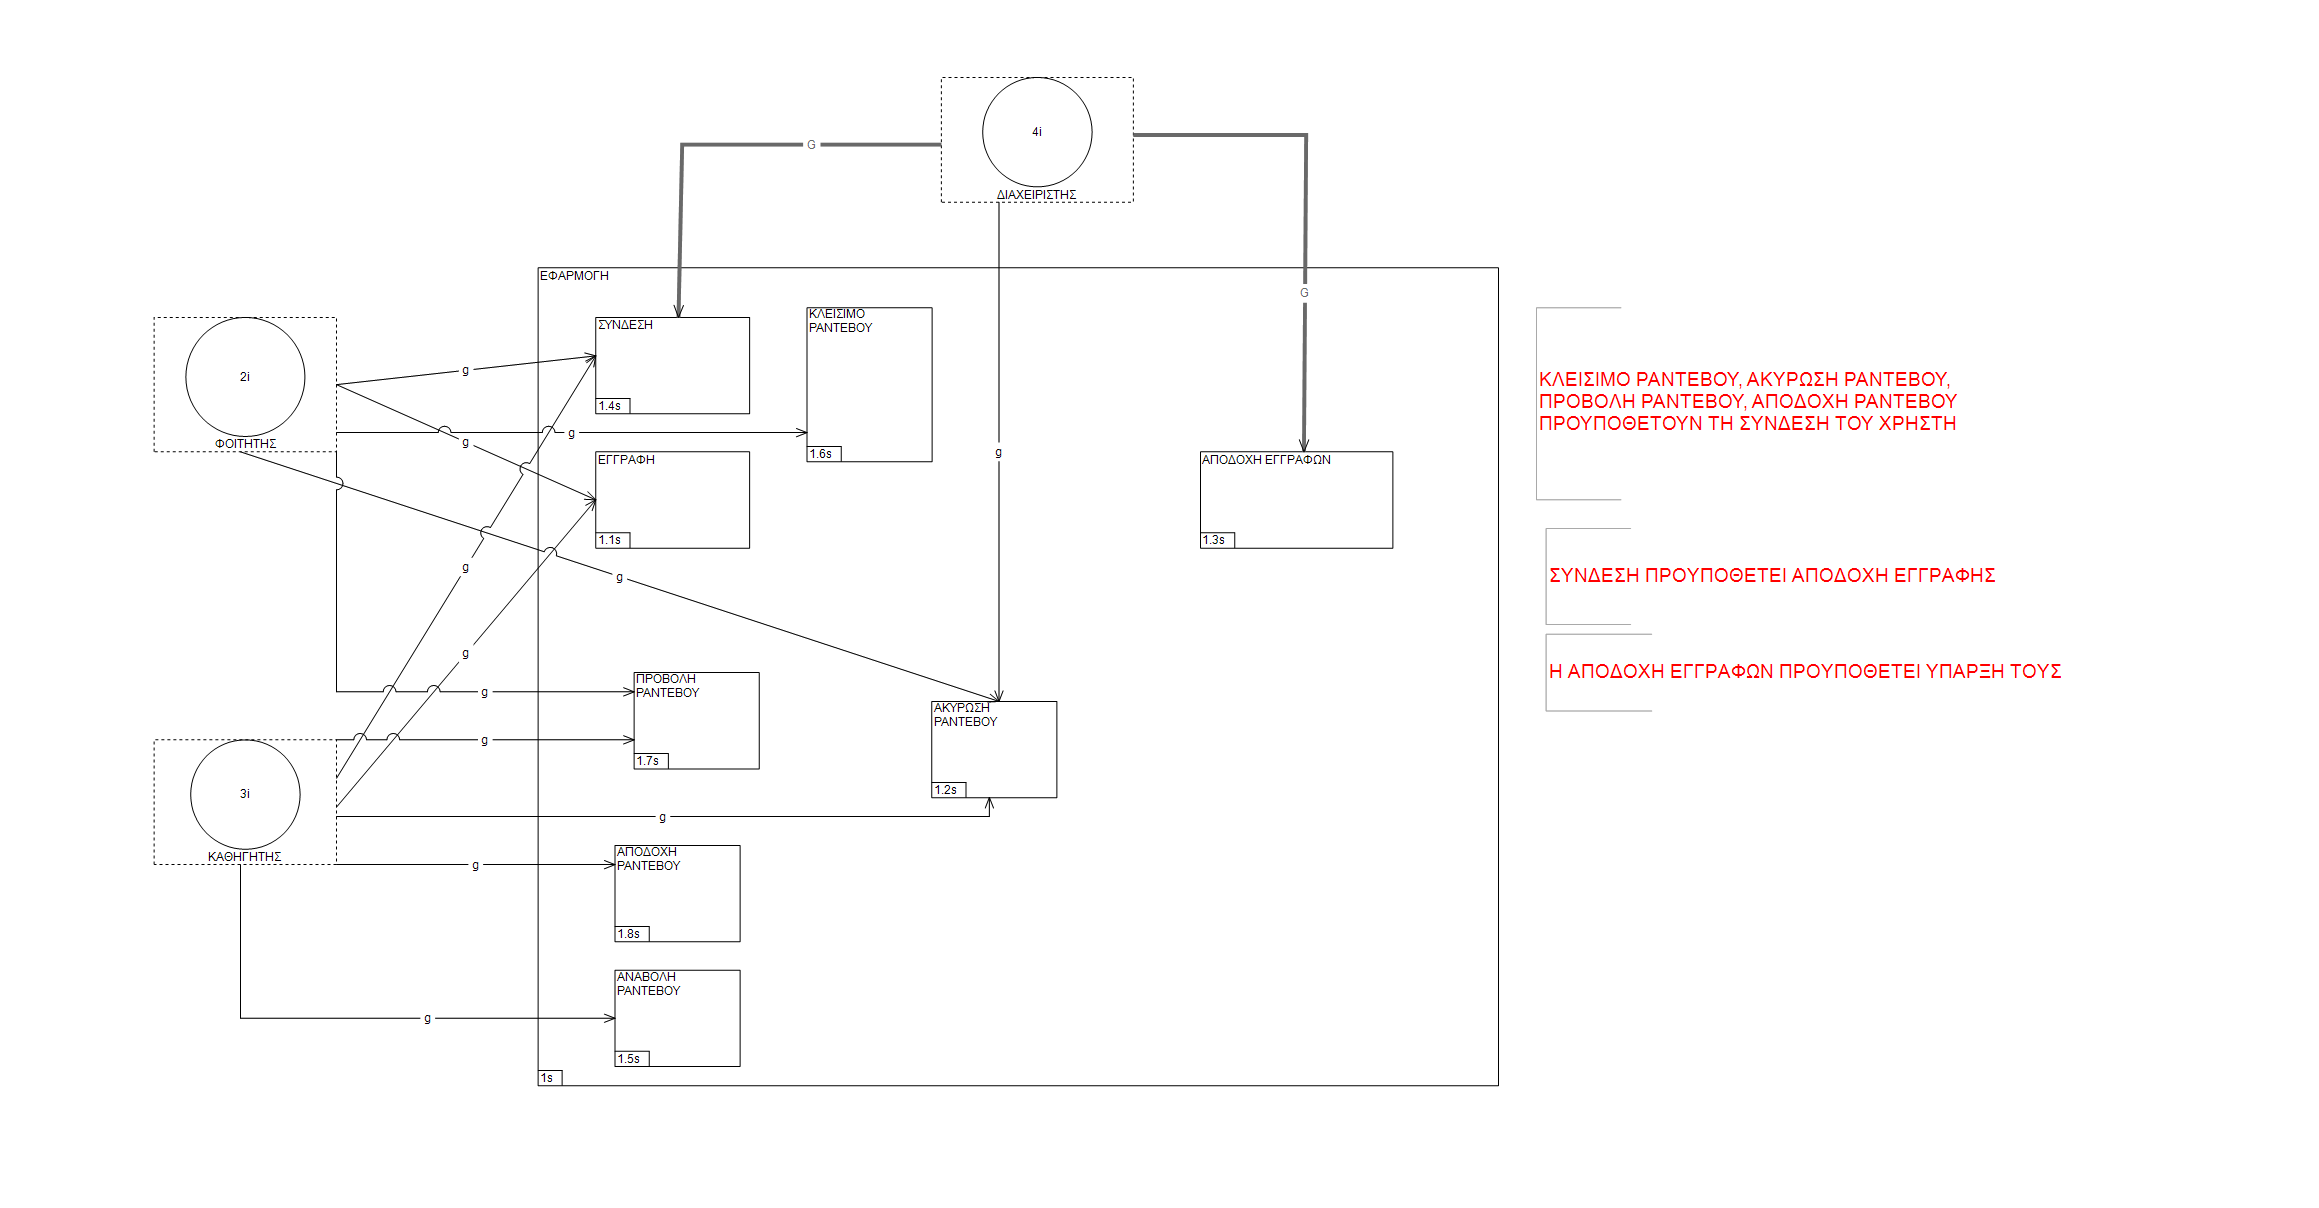 4i
ΔΙΑΧΕΙΡΙΣΤΗΣ
G
G
g
ΕΦΑΡΜΟΓΗ
2i
ΦΟΙΤΗΤΗΣ
g
g
g
g
g
ΣΥΝΔΕΣΗ
1.4s
ΚΛΕΙΣΙΜΟ
ΡΑΝΤΕΒΟΥ
1.6s
ΕΓΓΡΑΦΗ
1.1s
ΑΠΟΔΟΧΗ ΕΓΓΡΑΦΩΝ
1.3s
ΠΡΟΒΟΛΗ
ΡΑΝΤΕΒΟΥ
1.7s
ΑΚΥΡΩΣΗ
ΡΑΝΤΕΒΟΥ
1.2s
3i
ΚΑΘΗΓΗΤΗΣ
g
g
g
g
g
g
ΑΠΟΔΟΧΗ
ΡΑΝΤΕΒΟΥ
1.8s
ΑΝΑΒΟΛΗ
ΡΑΝΤΕΒΟΥ
1.5s
1s
ΚΛΕΙΣΙΜΟ ΡΑΝΤΕΒΟΥ, ΑΚΥΡΩΣΗ ΡΑΝΤΕΒΟΥ,
ΠΡΟΒΟΛΗ ΡΑΝΤΕΒΟΥ, ΑΠΟΔΟΧΗ ΡΑΝΤΕΒΟΥ
ΠΡΟΥΠΟΘΕΤΟΥΝ ΤΗ ΣΥΝΔΕΣΗ ΤΟΥ ΧΡΗΣΤΗ
ΣΥΝΔΕΣΗ ΠΡΟΥΠΟΘΕΤΕΙ ΑΠΟΔΟΧΗ ΕΓΓΡΑΦΗΣ
Η ΑΠΟΔΟΧΗ ΕΓΓΡΑΦΩΝ ΠΡΟΥΠΟΘΕΤΕΙ ΥΠΑΡΞΗ ΤΟΥΣ